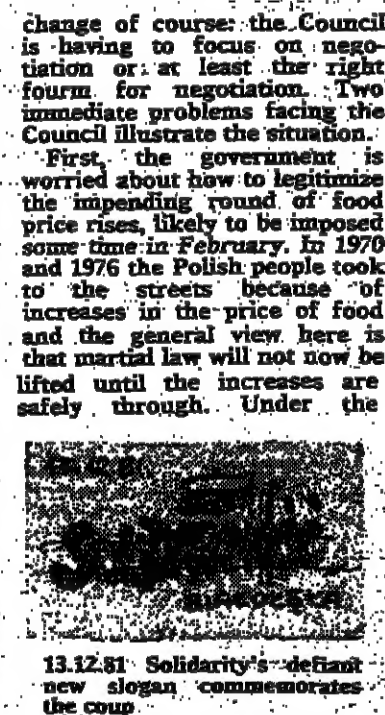 change of course: the Council
is having to focus on nego-
tiation or at least the right
fourm for negotiation. Two
immediate problems facing the
Council illustrate the situation.
First, the government is
worried about how to legitimize
the impending round of food
price rises, likely to be imposed
some time in February. In 1970
and 1976 the Polish people took
to the streets because of
increases in the price of food
and the general view here is
that martial law will not now be
lifted until the increases are
safely through. Under the
13.12.81 Solidarity's defiant
new slogan commemorates
the coup